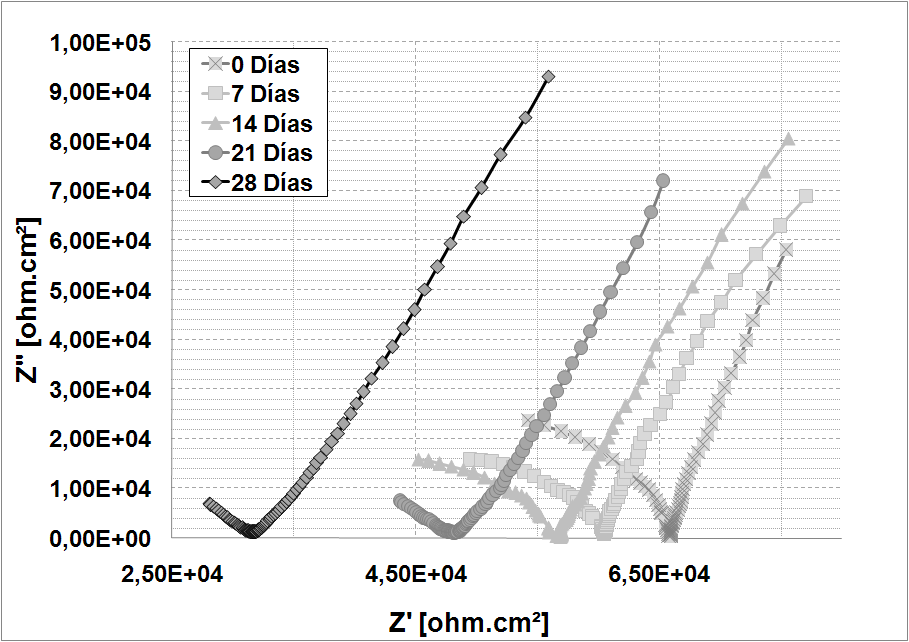 1,00E+05
9,00E+04
8,00E+04
7,00E+04
6,00E+04
5,00E+04
4,00E+04
3,00E+04
2,00E+04
1,00E+04
0,00E+00
Z" [ohm.cm²]
0 Días
7 Días
14 Días
21 Días
28 Días
2,50E+04 4,50E+04 6,50E+04
Z' [ohm.cm²]